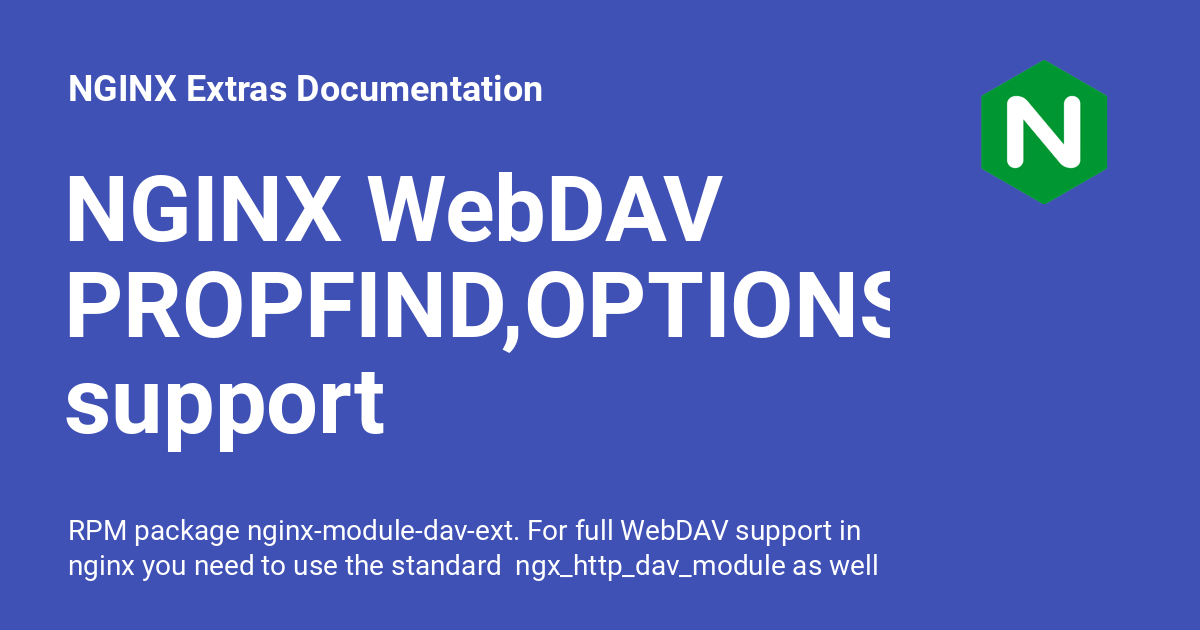 NGINX Extras Documentation
N
NGINX WebDAV
PROPFIND,OPTIONS
support
RPM package nginx-module-dav-ext. For full WebDAV support in
nginx you need to use the standard  ngx_http_dav_module as well